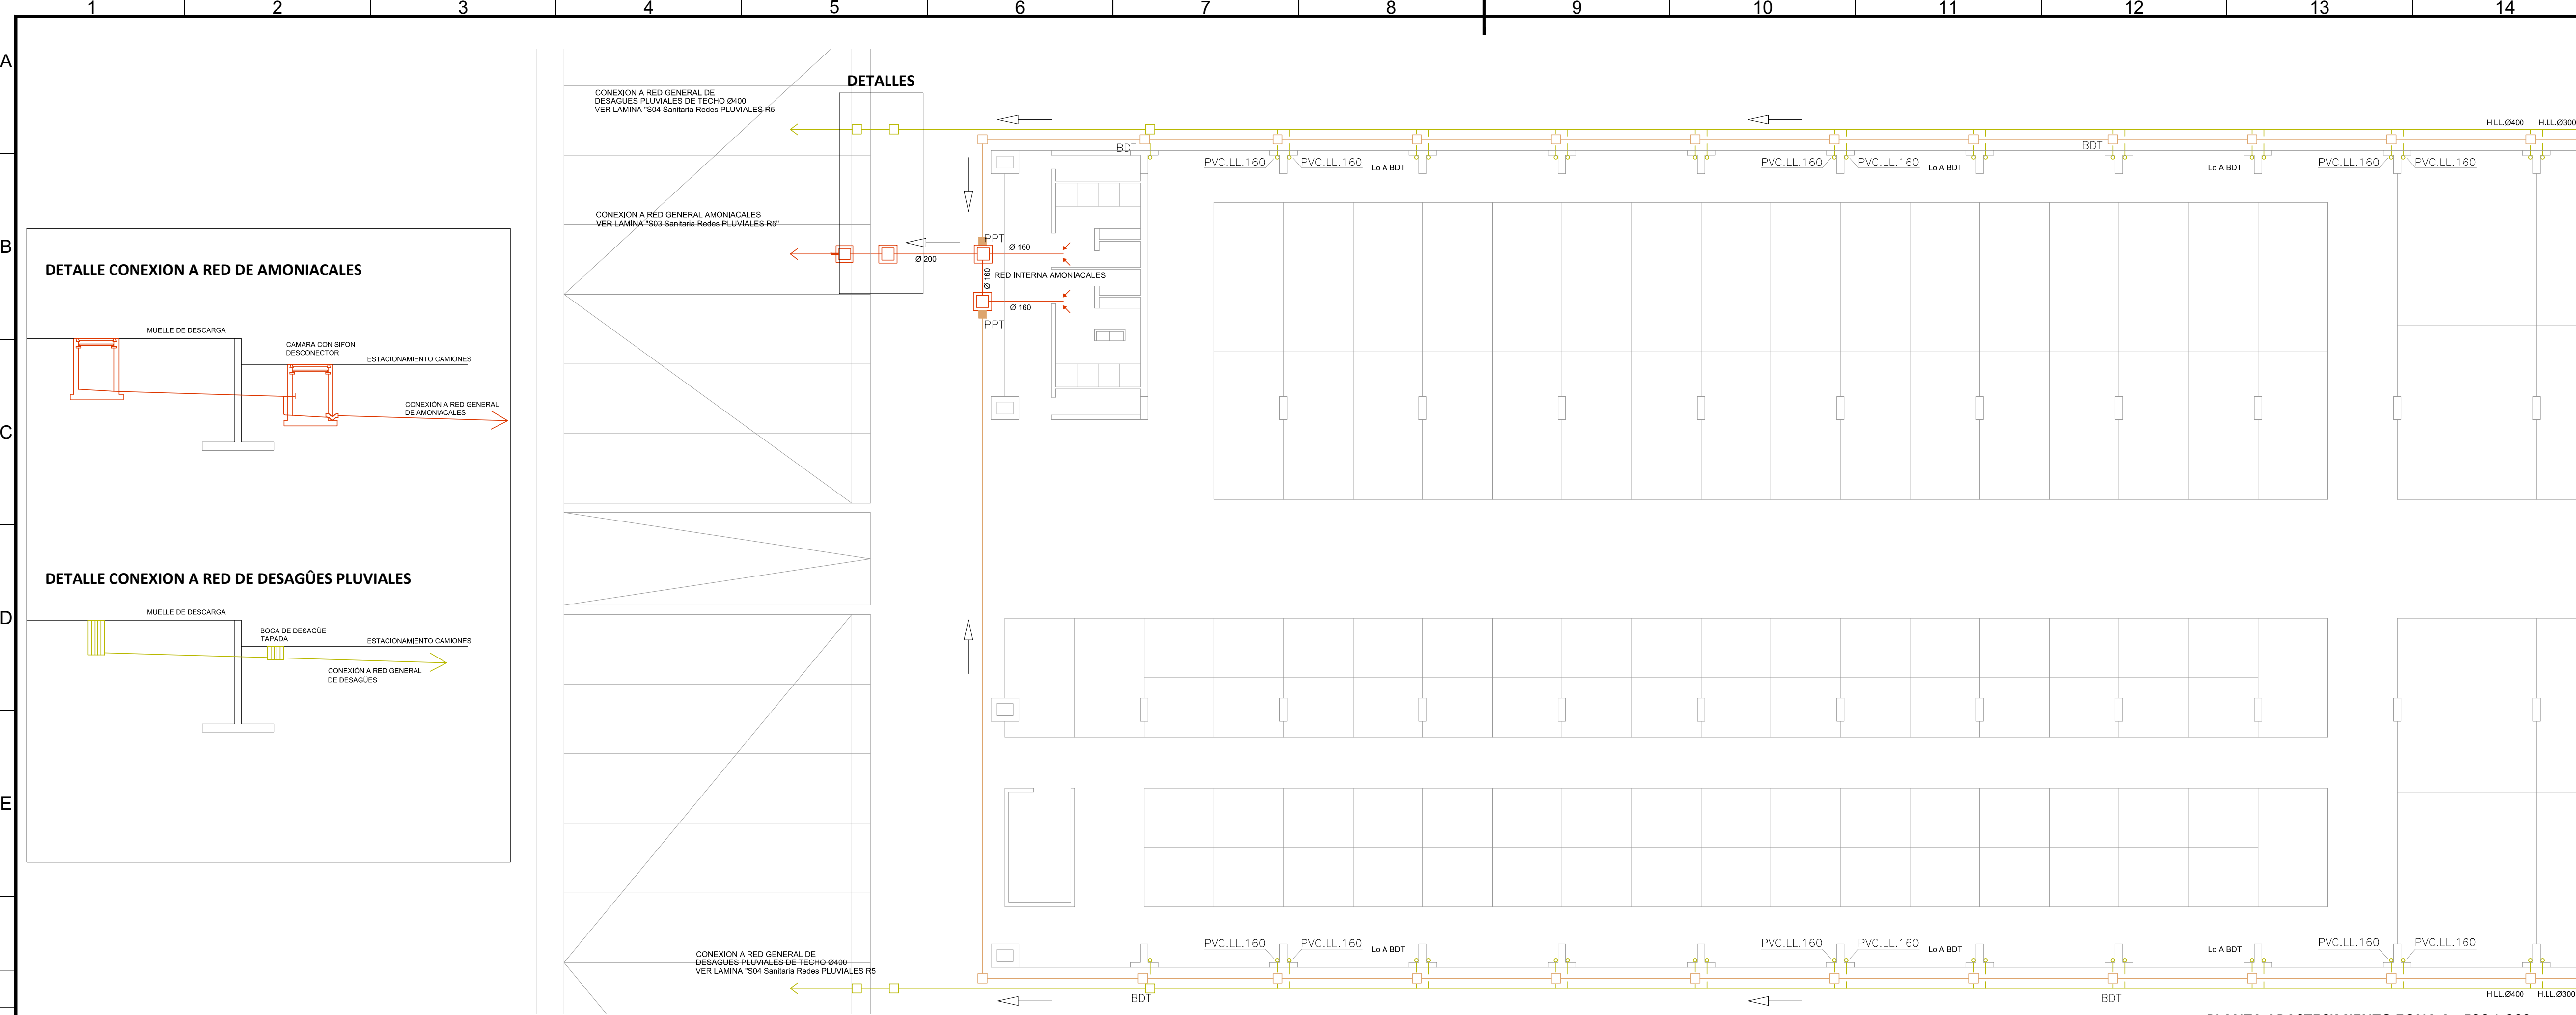 1 2 3 4 5 6 7 8 9 10 11 12 13 14
A
B
C
D
E
DETALLES
CONEXION A RED GENERAL DE
DESAGUES PLUVIALES DE TECHO Ø400
VER LAMINA "S04 Sanitaria Redes PLUVIALES R5
H.LL.Ø400 H.LL.Ø300
BDT
BDT
PVC.LL.160 PVC.LL.160 Lo A BDT PVC.LL.160 PVC.LL.160 Lo A BDT Lo A BDT PVC.LL.160 PVC.LL.160
CONEXION A RED GENERAL AMONIACALES
VER LAMINA "S03 Sanitaria Redes PLUVIALES R5"
PPT
Ø 160
Ø 200
Ø 160
RED INTERNA AMONIACALES
Ø 160
PPT
DETALLE CONEXION A RED DE AMONIACALES
MUELLE DE DESCARGA
CAMARA CON SIFON
DESCONECTOR
ESTACIONAMIENTO CAMIONES
CONEXIÓN A RED GENERAL
DE AMONIACALES
DETALLE CONEXION A RED DE DESAGÛES PLUVIALES
MUELLE DE DESCARGA
BOCA DE DESAGÜE
TAPADA
ESTACIONAMIENTO CAMIONES
CONEXIÓN A RED GENERAL
DE DESAGÜES
CONEXION A RED GENERAL DE
DESAGUES PLUVIALES DE TECHO Ø400
VER LAMINA "S04 Sanitaria Redes PLUVIALES R5
PVC.LL.160 PVC.LL.160 Lo A BDT PVC.LL.160 PVC.LL.160 Lo A BDT Lo A BDT PVC.LL.160 PVC.LL.160
BDT
BDT
H.LL.Ø400 H.LL.Ø300